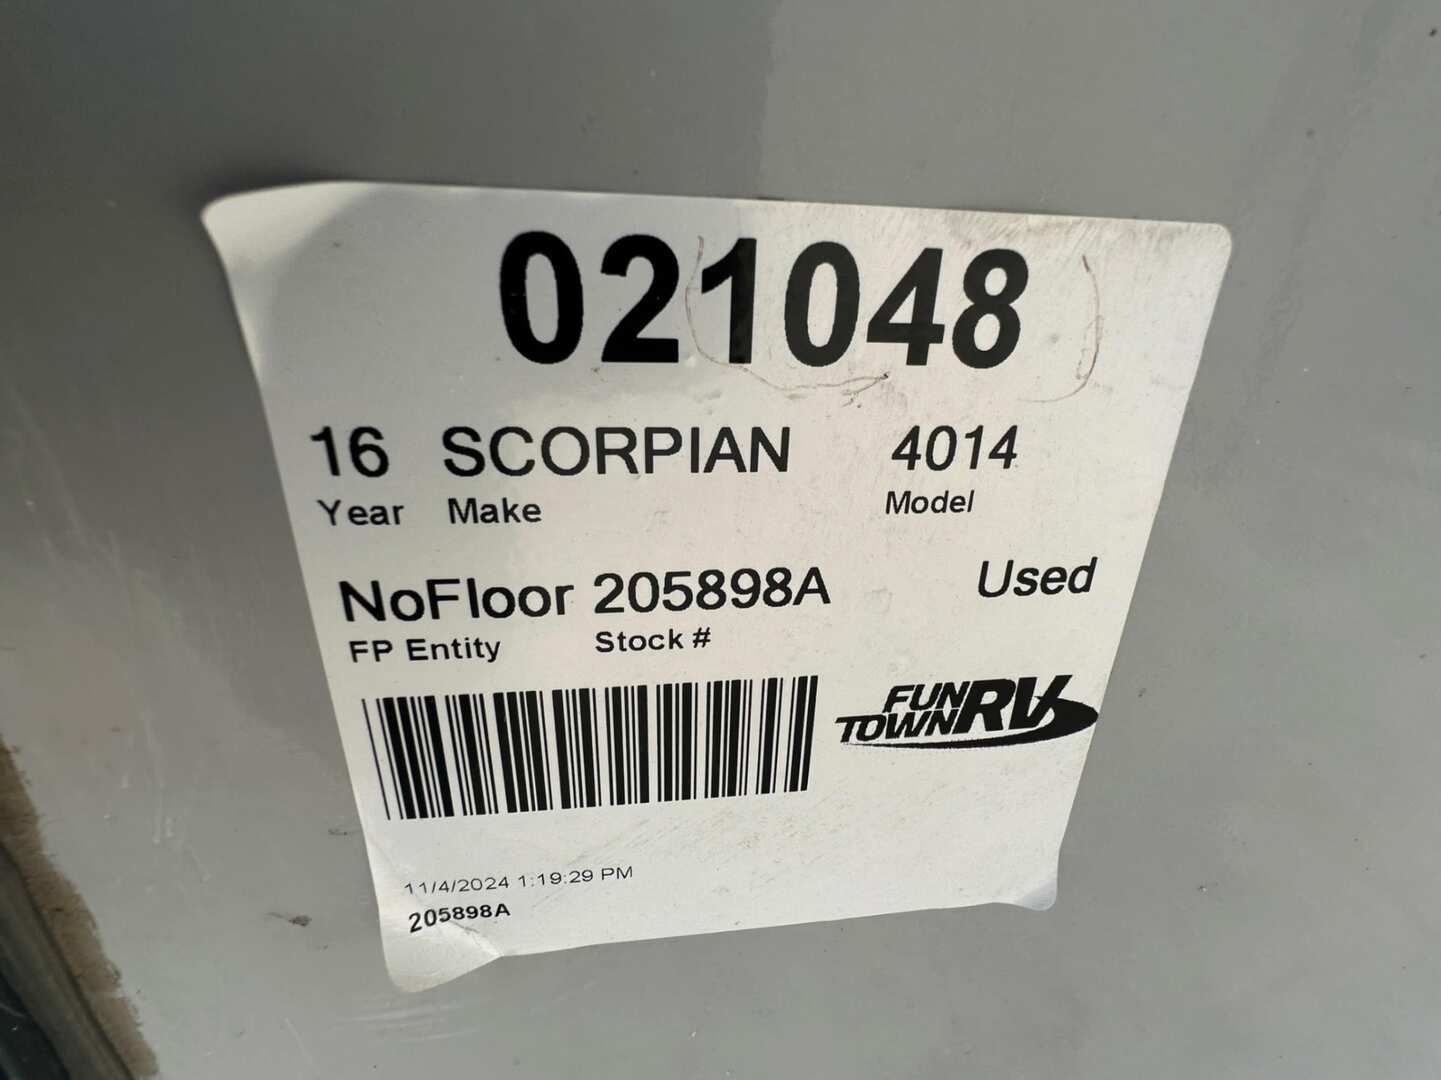 021048
16 SCORPIAN 4014
Year Make Model
NoFloor 205898A Used
FP Entity Stock #
FUN TOWN RV
11/4/2024 1:19:29 PM
205898A